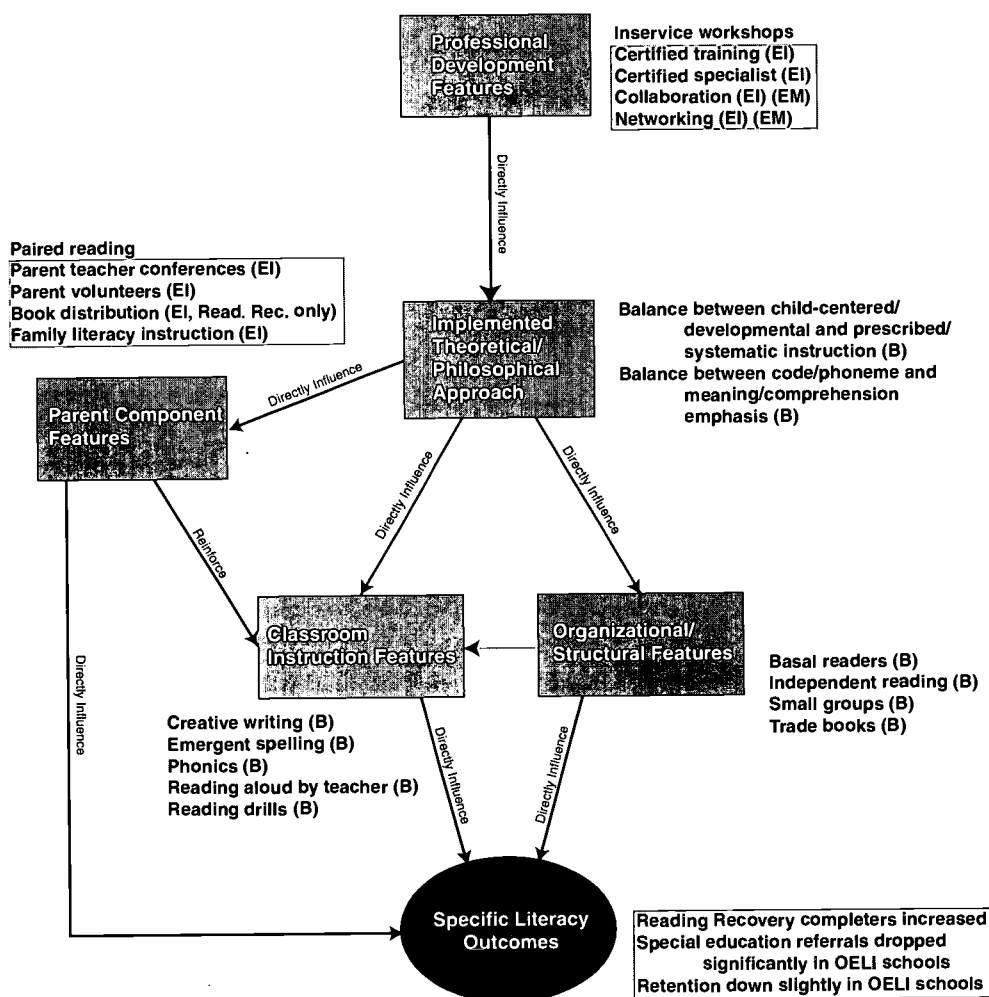 Professional
Development
Features
Inservice workshops
Certified training (EI)
Certified specialist (EI)
Collaboration (EI) (EM)
Networking (EI) (EM)
Directly Influence
Paired reading
Parent teacher conferences (EI)
Parent volunteers (EI)
Book distribution (EI, Read. Rec. only)
Family literacy instruction (EI)
Implemented
Theoretical/
Philosophical
Approach
Balance between child-centered/
developmental and prescribed/
systematic instruction (B)
Balance between code/phoneme and
meaning/comprehension
emphasis (B)
Directly Influence
Parent Component
Features
Directly Influence
Directly Influence
Reinforce
Classroom
Instruction Features
Organizational/
Structural Features
Directly Influence
Basal readers (B)
Independent reading (B)
Small groups (B)
Trade books (B)
Creative writing (B)
Emergent spelling (B)
Phonics (B)
Reading aloud by teacher (B)
Reading drills (B)
Directly Influence
Directly Influence
Specific Literacy
Outcomes
Reading Recovery completers increased
Special education referrals dropped
significantly in OELI schools
Retention down slightly in OELI schools